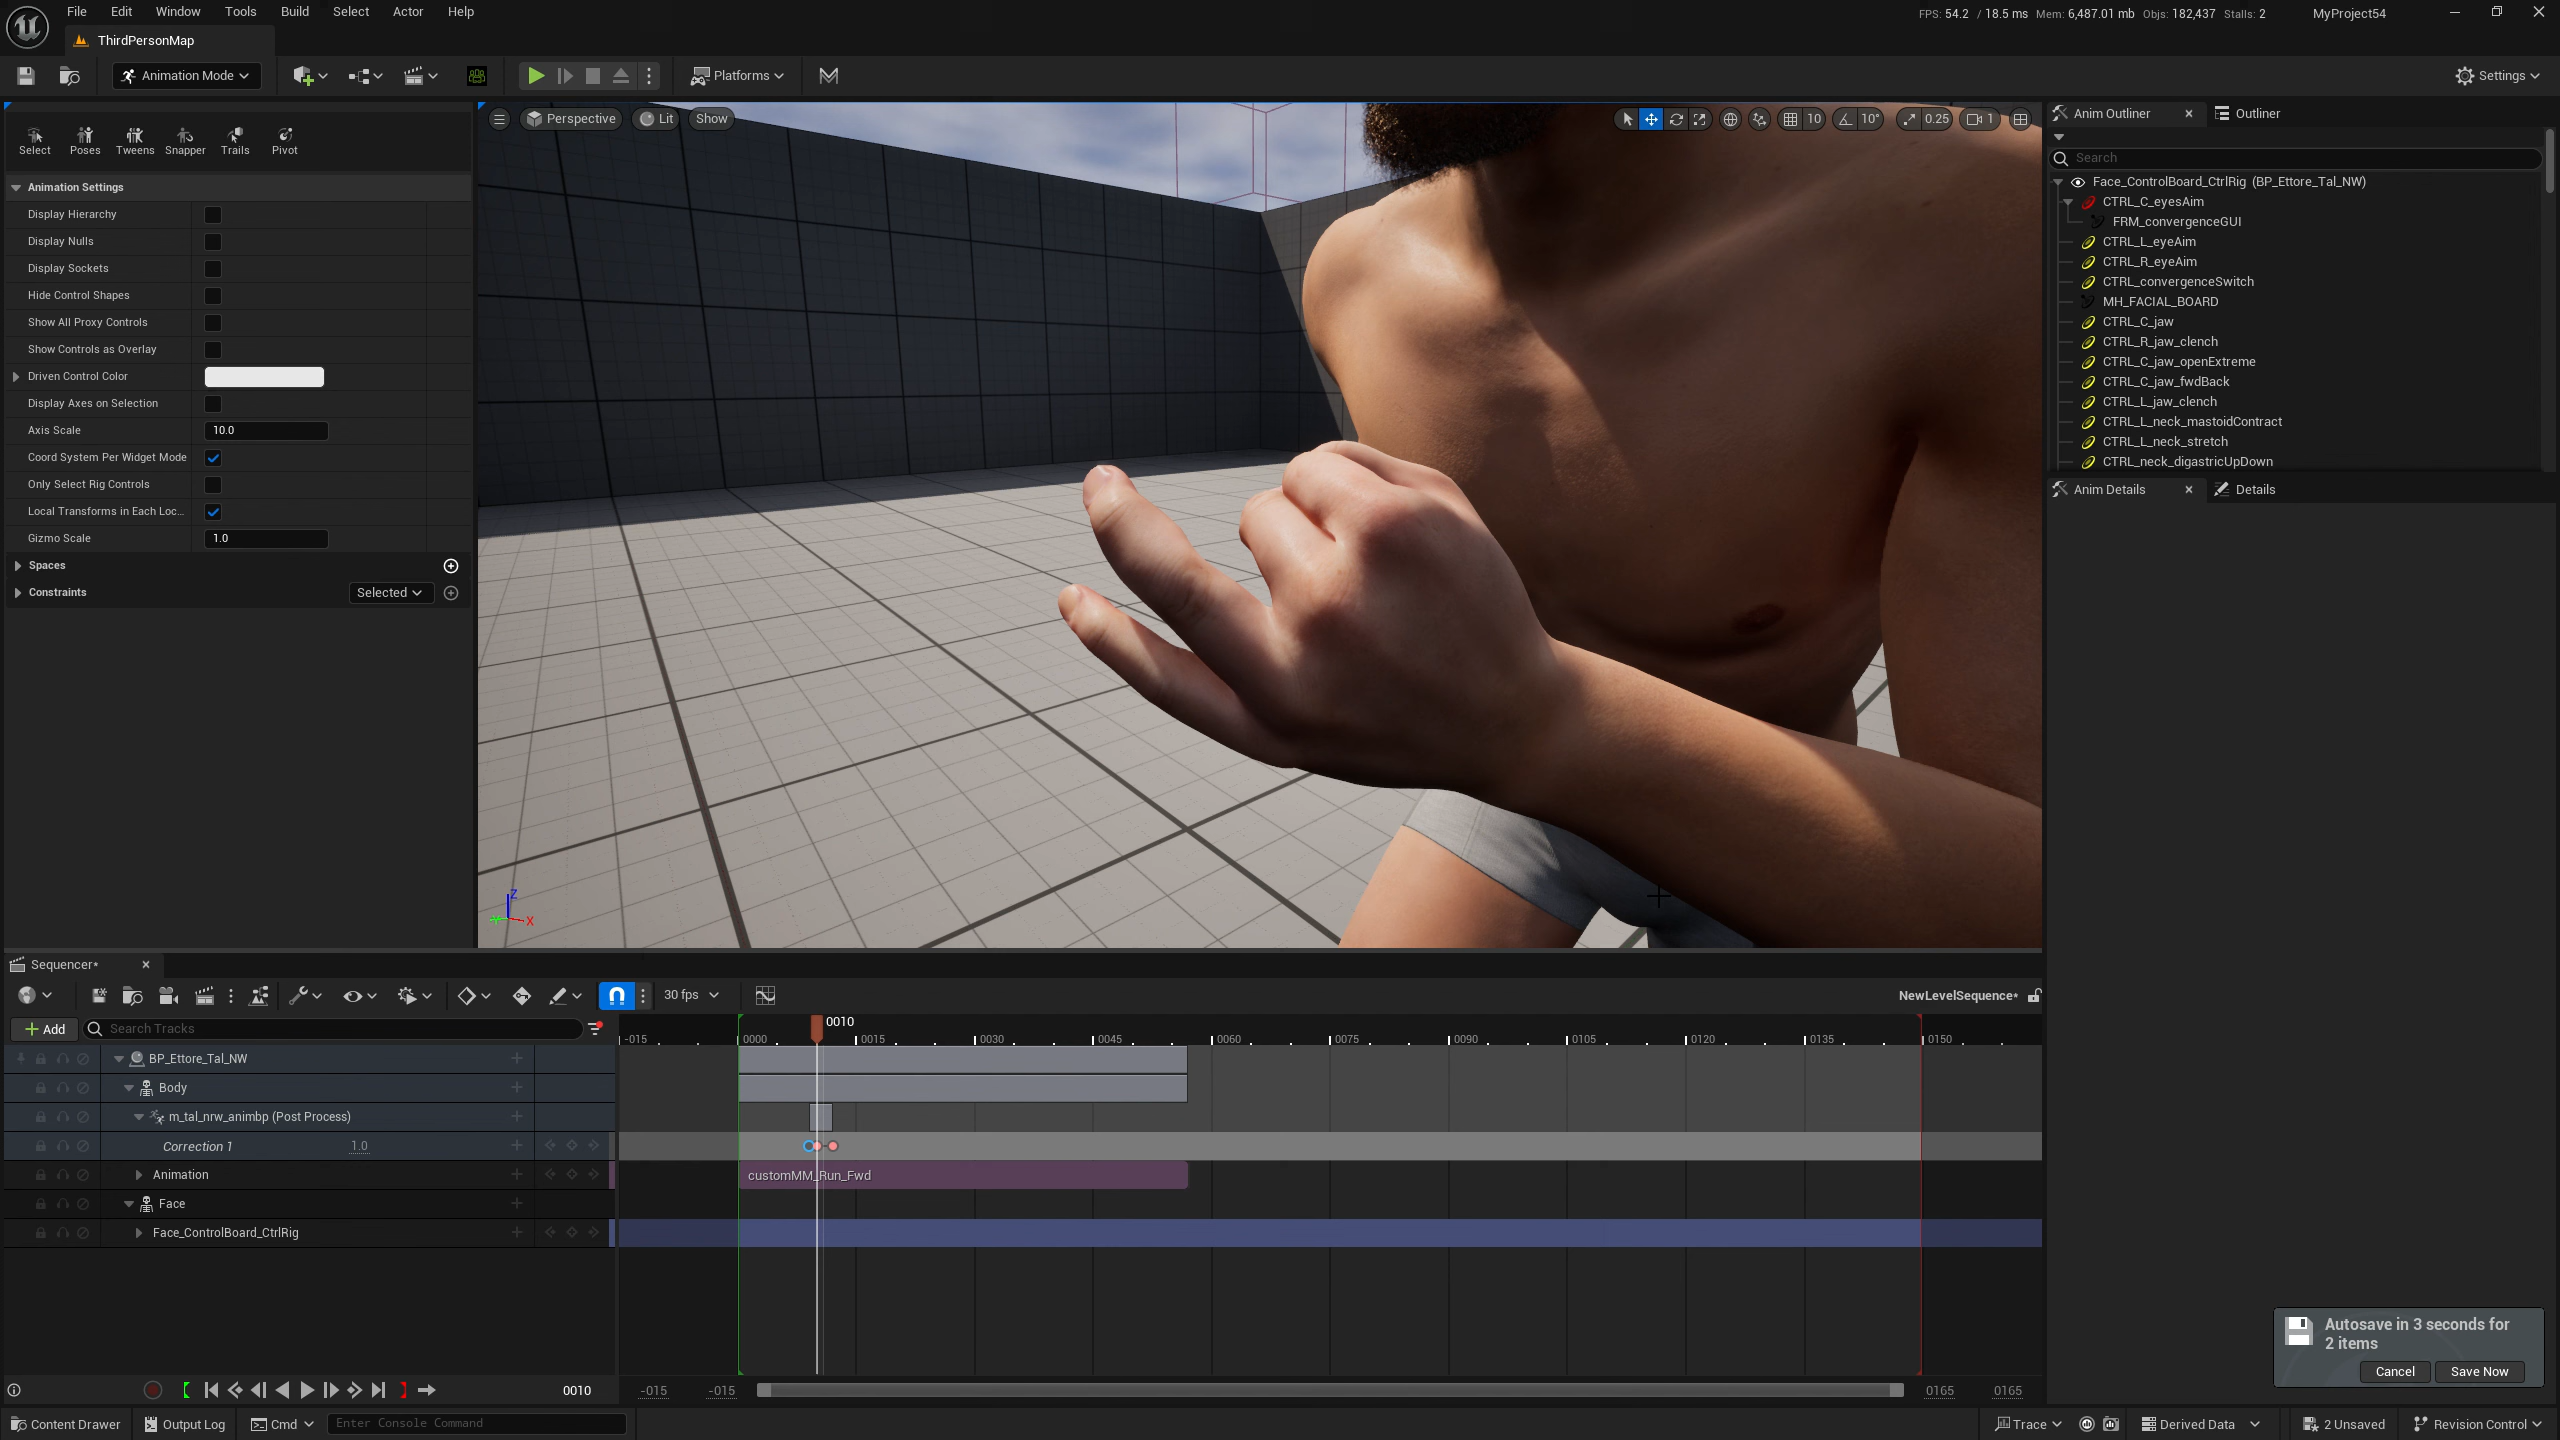 File Edit Window Tools Build Select Actor Help
FPS: 54.2 / 18.5 ms Mem: 6,487.01 mb Objs: 182,437 Stalls: 2 MyProject54
ThirdPersonMap
Animation Mode Platforms Settings
Select Poses Tweens Snapper Trails Pivot
Animation Settings
Display Hierarchy
Display Nulls
Display Sockets
Hide Control Shapes
Show All Proxy Controls
Show Controls as Overlay
Driven Control Color
Display Axes on Selection
Axis Scale 10.0
Coord System Per Widget Mode
Only Select Rig Controls
Local Transforms in Each Loc...
Gizmo Scale 1.0
Spaces
Constraints Selected
Perspective Lit Show 10 10° 0.25 1
Z
X
Anim Outliner Outliner
Search
Face_ControlBoard_CtrlRig (BP_Ettore_Tal_NW)
CTRL_C_eyesAim
FRM_convergenceGUI
CTRL_L_eyeAim
CTRL_R_eyeAim
CTRL_convergenceSwitch
MH_FACIAL_BOARD
CTRL_C_jaw
CTRL_R_jaw_clench
CTRL_C_jaw_openExtreme
CTRL_C_jaw_fwdBack
CTRL_L_jaw_clench
CTRL_L_neck_mastoidContract
CTRL_L_neck_stretch
CTRL_neck_digastricUpDown
Anim Details Details
Sequencer*
30 fps NewLevelSequence*
Add Search Tracks
0010
-015 0000 0015 0030 0045 0060 0075 0090 0105 0120 0135 0150
BP_Ettore_Tal_NW
Body
m_tal_nrw_animbp (Post Process)
Correction 1 1.0
Animation customMM_Run_Fwd
Face
Face_ControlBoard_CtrlRig
Autosave in 3 seconds for
2 items
Cancel Save Now
0010 -015 -015 0165 0165
Content Drawer Output Log Cmd Enter Console Command Trace Derived Data 2 Unsaved Revision Control